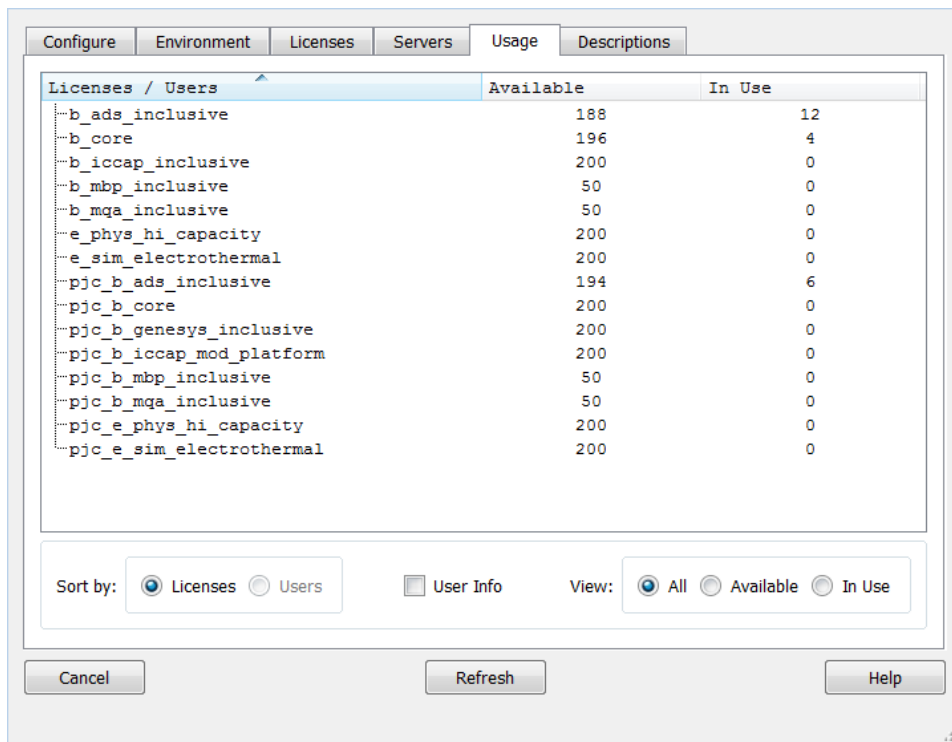 Configure Environment Licenses Servers Usage Descriptions
Licenses / Users Available In Use
b_ads_inclusive 188 12
b_core 196 4
b_iccap_inclusive 200 0
b_mbp_inclusive 50 0
b_mqa_inclusive 50 0
e_phys_hi_capacity 200 0
e_sim_electrothermal 200 0
pjc_b_ads_inclusive 194 6
pjc_b_core 200 0
pjc_b_genesys_inclusive 200 0
pjc_b_iccap_mod_platform 200 0
pjc_b_mbp_inclusive 50 0
pjc_b_mqa_inclusive 50 0
pjc_e_phys_hi_capacity 200 0
pjc_e_sim_electrothermal 200 0
Sort by: Licenses Users User Info View: All Available In Use
Cancel Refresh Help